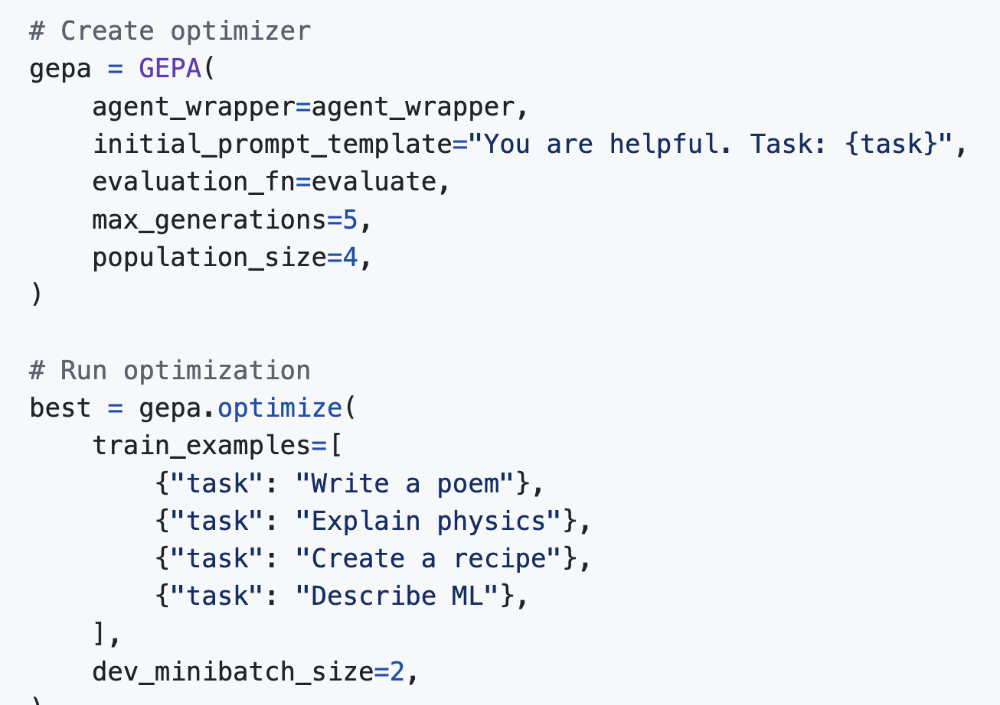 # Create optimizer
gepa = GEPA(
    agent_wrapper=agent_wrapper,
    initial_prompt_template="You are helpful. Task: {task}",
    evaluation_fn=evaluate,
    max_generations=5,
    population_size=4,
)

# Run optimization
best = gepa.optimize(
    train_examples=[
        {"task": "Write a poem"},
        {"task": "Explain physics"},
        {"task": "Create a recipe"},
        {"task": "Describe ML"},
    ],
    dev_minibatch_size=2,
)